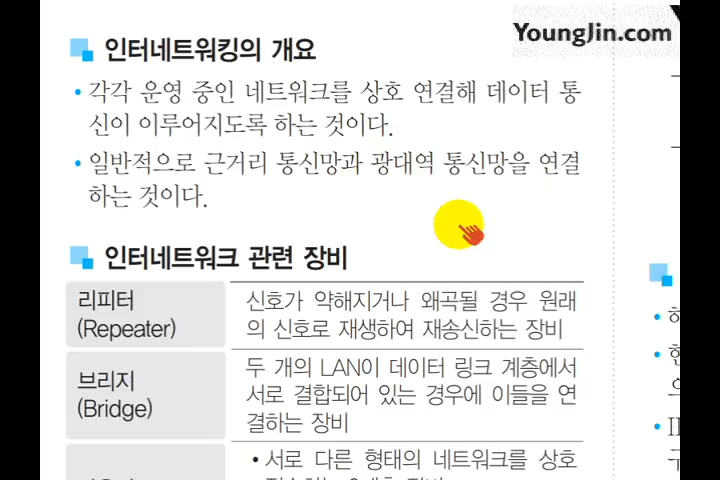 YoungJin.com
인터네트워킹의 개요
• 각각 운영 중인 네트워크를 상호 연결해 데이터 통
신이 이루어지도록 하는 것이다.
• 일반적으로 근거리 통신망과 광대역 통신망을 연결
하는 것이다.
인터네트워크 관련 장비
리피터
(Repeater)
신호가 약해지거나 왜곡될 경우 원래
의 신호로 재생하여 재송신하는 장비
브리지
(Bridge)
두 개의 LAN이 데이터 링크 계층에서
서로 결합되어 있는 경우에 이들을 연
결하는 장비
• 서로 다른 형태의 네트워크를 상호